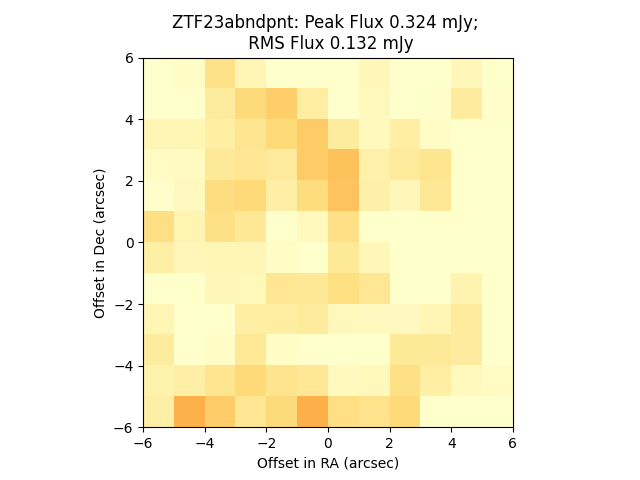 ZTF23abndpnt: Peak Flux 0.324 mJy;
RMS Flux 0.132 mJy
6
4
2
0
−2
−4
−6
Offset in Dec (arcsec)
−6 −4 −2 0 2 4 6
Offset in RA (arcsec)